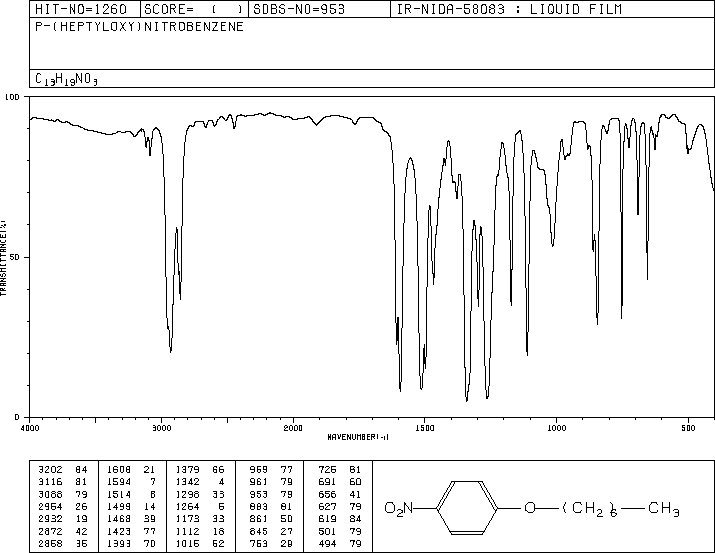 HIT-NO=1260 SCORE= ( ) SDBS-NO=953 IR-NIDA-58083 : LIQUID FILM
P-(HEPTYLOXY)NITROBENZENE
C13H19NO3
100
50
0
TRANSMITTANCE(%)
4000 3000 2000 1500 1000 500
WAVENUMBER(-1)
3202 84 1608 21 1379 66 969 77 726 81
3116 81 1594 7 1342 4 961 79 691 60
3088 79 1514 8 1298 33 953 79 656 41
2954 26 1499 14 1264 5 883 81 627 79
2932 19 1468 39 1173 33 861 50 619 84
2872 42 1423 77 1112 18 845 27 501 79
2858 35 1393 70 1015 52 753 29 494 79
O2N O (CH2)6 CH3